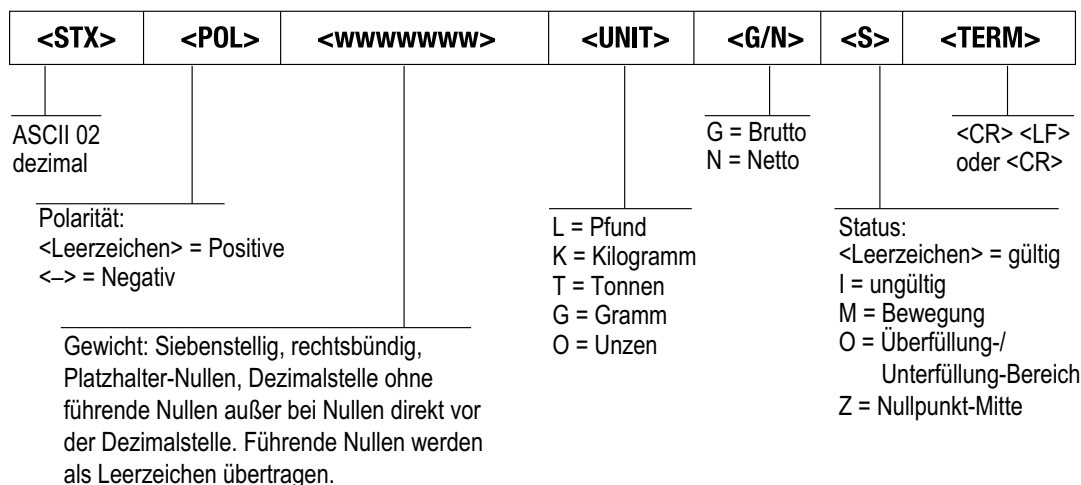 <STX> <POL> <wwwwwww> <UNIT> <G/N> <S> <TERM>
ASCII 02
dezimal
G = Brutto
N = Netto
<CR> <LF>
oder <CR>
Polarität:
<Leerzeichen> = Positive
<–> = Negativ
L = Pfund
K = Kilogramm
T = Tonnen
G = Gramm
O = Unzen
Status:
<Leerzeichen> = gültig
I = ungültig
M = Bewegung
O = Überfüllung-/
Unterfüllung-Bereich
Z = Nullpunkt-Mitte
Gewicht: Siebenstellig, rechtsbündig,
Platzhalter-Nullen, Dezimalstelle ohne
führende Nullen außer bei Nullen direkt vor
der Dezimalstelle. Führende Nullen werden
als Leerzeichen übertragen.